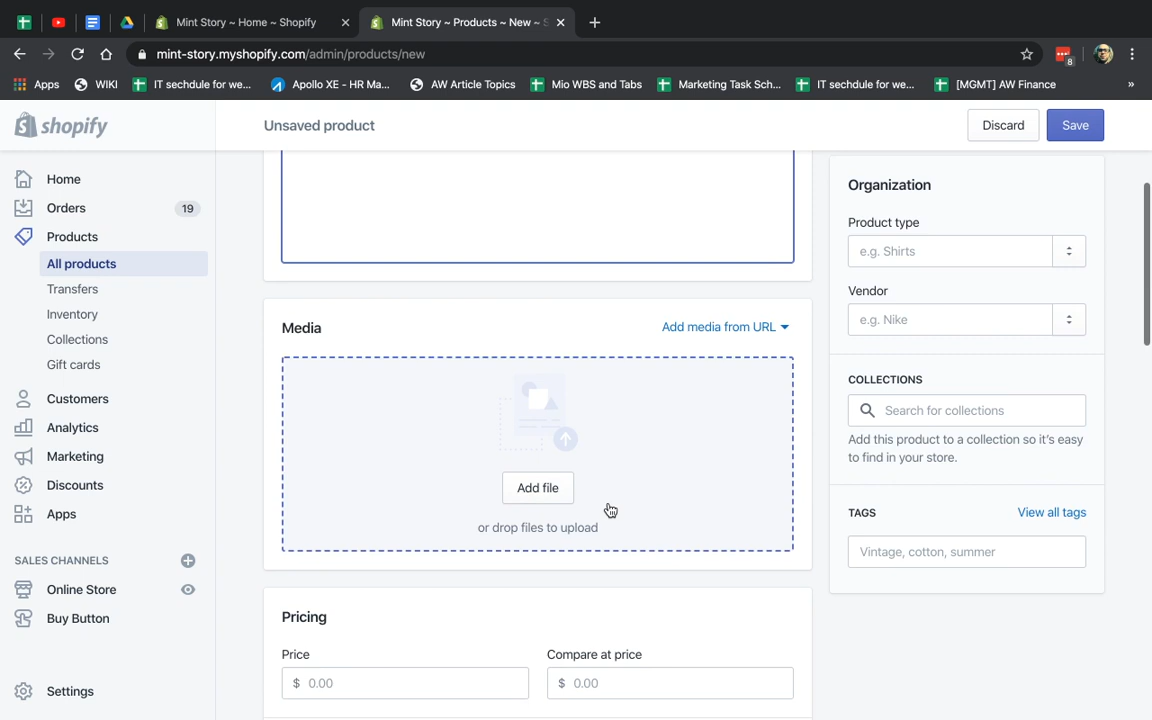 Mint Story ~ Home ~ Shopify
Mint Story ~ Products ~ New ~ S
mint-story.myshopify.com/admin/products/new
8
Apps
WIKI
IT sechdule for we...
Apollo XE - HR Ma...
AW Article Topics
Mio WBS and Tabs
Marketing Task Sch...
IT sechdule for we...
[MGMT] AW Finance
»
shopify
Unsaved product
Discard
Save
Home
Orders
19
Products
All products
Transfers
Inventory
Collections
Gift cards
Customers
Analytics
Marketing
Discounts
Apps
SALES CHANNELS
Online Store
Buy Button
Settings
Media
Add media from URL
Add file
or drop files to upload
Pricing
Price
$ 0.00
Compare at price
$ 0.00
Organization
Product type
e.g. Shirts
Vendor
e.g. Nike
COLLECTIONS
Search for collections
Add this product to a collection so it's easy
to find in your store.
TAGS
View all tags
Vintage, cotton, summer